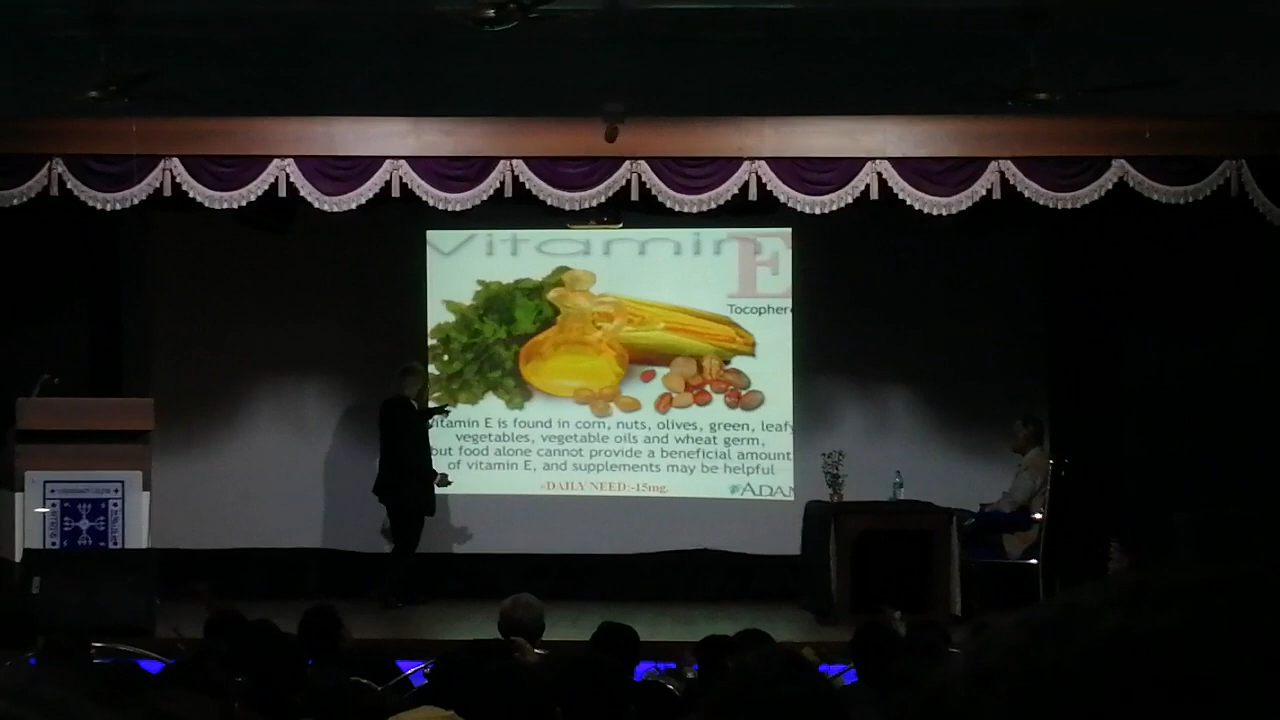 Vitamin E
Tocopher
itamin E is found in corn, nuts, olives, green, leafy
vegetables, vegetable oils and wheat germ,
but food alone cannot provide a beneficial amount
of vitamin E, and supplements may be helpful
DAILY NEED:-15mg.
ADAM